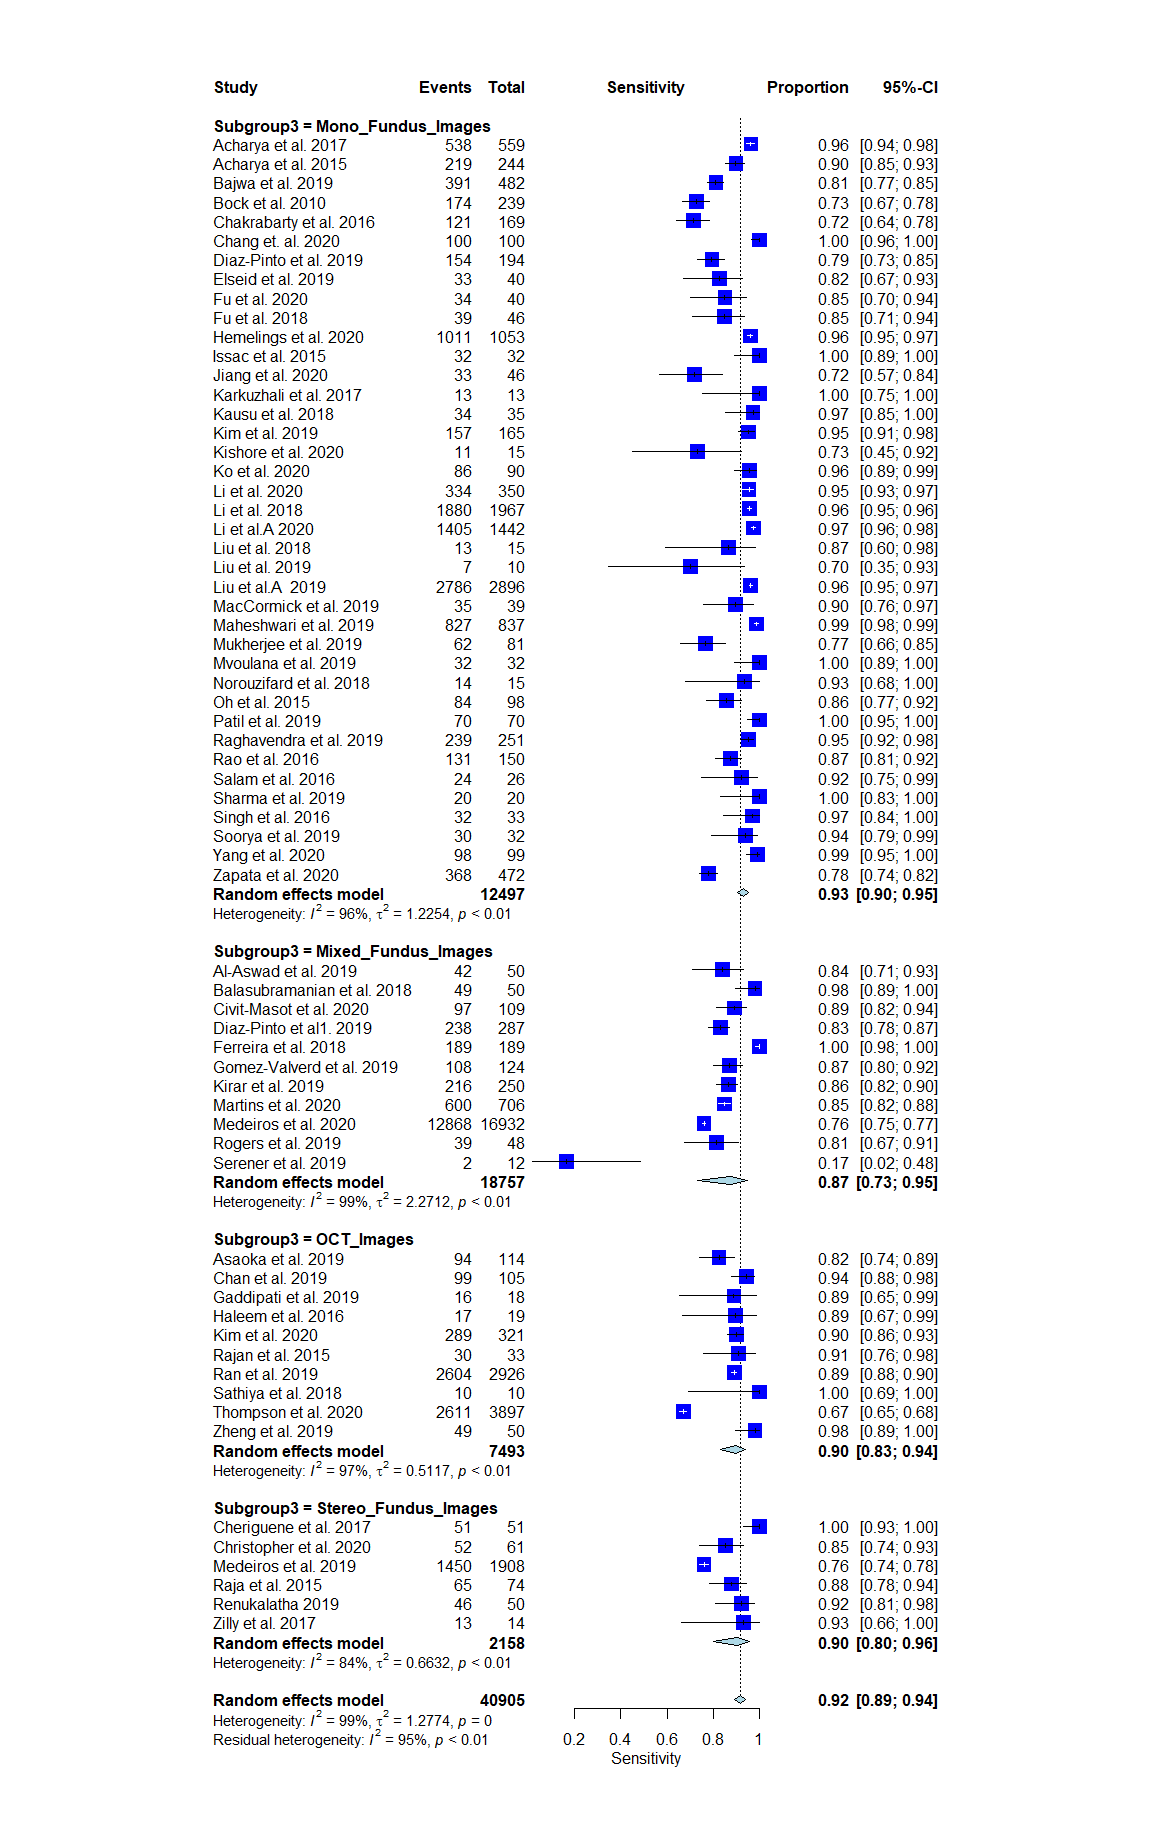 Study Events Total Sensitivity Proportion 95%-CI
Subgroup3 = Mono_Fundus_Images
Acharya et al. 2017 538 559 0.96 [0.94; 0.98]
Acharya et al. 2015 219 244 0.90 [0.85; 0.93]
Bajwa et al. 2019 391 482 0.81 [0.77; 0.85]
Bock et al. 2010 174 239 0.73 [0.67; 0.78]
Chakrabarty et al. 2016 121 169 0.72 [0.64; 0.78]
Chang et. al. 2020 100 100 1.00 [0.96; 1.00]
Diaz-Pinto et al. 2019 154 194 0.79 [0.73; 0.85]
Elseid et al. 2019 33 40 0.82 [0.67; 0.93]
Fu et al. 2020 34 40 0.85 [0.70; 0.94]
Fu et al. 2018 39 46 0.85 [0.71; 0.94]
Hemelings et al. 2020 1011 1053 0.96 [0.95; 0.97]
Issac et al. 2015 32 32 1.00 [0.89; 1.00]
Jiang et al. 2020 33 46 0.72 [0.57; 0.84]
Karkuzhali et al. 2017 13 13 1.00 [0.75; 1.00]
Kausu et al. 2018 34 35 0.97 [0.85; 1.00]
Kim et al. 2019 157 165 0.95 [0.91; 0.98]
Kishore et al. 2020 11 15 0.73 [0.45; 0.92]
Ko et al. 2020 86 90 0.96 [0.89; 0.99]
Li et al. 2020 334 350 0.95 [0.93; 0.97]
Li et al. 2018 1880 1967 0.96 [0.95; 0.96]
Li et al.A 2020 1405 1442 0.97 [0.96; 0.98]
Liu et al. 2018 13 15 0.87 [0.60; 0.98]
Liu et al. 2019 7 10 0.70 [0.35; 0.93]
Liu et al.A 2019 2786 2896 0.96 [0.95; 0.97]
MacCormick et al. 2019 35 39 0.90 [0.76; 0.97]
Maheshwari et al. 2019 827 837 0.99 [0.98; 0.99]
Mukherjee et al. 2019 62 81 0.77 [0.66; 0.85]
Mvoulana et al. 2019 32 32 1.00 [0.89; 1.00]
Norouzifard et al. 2018 14 15 0.93 [0.68; 1.00]
Oh et al. 2015 84 98 0.86 [0.77; 0.92]
Patil et al. 2019 70 70 1.00 [0.95; 1.00]
Raghavendra et al. 2019 239 251 0.95 [0.92; 0.98]
Rao et al. 2016 131 150 0.87 [0.81; 0.92]
Salam et al. 2016 24 26 0.92 [0.75; 0.99]
Sharma et al. 2019 20 20 1.00 [0.83; 1.00]
Singh et al. 2016 32 33 0.97 [0.84; 1.00]
Soorya et al. 2019 30 32 0.94 [0.79; 0.99]
Yang et al. 2020 98 99 0.99 [0.95; 1.00]
Zapata et al. 2020 368 472 0.78 [0.74; 0.82]
Random effects model 12497 0.93 [0.90; 0.95]
Heterogeneity: I² = 96%, τ² = 1.2254, p < 0.01
Subgroup3 = Mixed_Fundus_Images
Al-Aswad et al. 2019 42 50 0.84 [0.71; 0.93]
Balasubramanian et al. 2018 49 50 0.98 [0.89; 1.00]
Civit-Masot et al. 2020 97 109 0.89 [0.82; 0.94]
Diaz-Pinto et al1. 2019 238 287 0.83 [0.78; 0.87]
Ferreira et al. 2018 189 189 1.00 [0.98; 1.00]
Gomez-Valverd et al. 2019 108 124 0.87 [0.80; 0.92]
Kirar et al. 2019 216 250 0.86 [0.82; 0.90]
Martins et al. 2020 600 706 0.85 [0.82; 0.88]
Medeiros et al. 2020 12868 16932 0.76 [0.75; 0.77]
Rogers et al. 2019 39 48 0.81 [0.67; 0.91]
Serener et al. 2019 2 12 0.17 [0.02; 0.48]
Random effects model 18757 0.87 [0.73; 0.95]
Heterogeneity: I² = 99%, τ² = 2.2712, p < 0.01
Subgroup3 = OCT_Images
Asaoka et al. 2019 94 114 0.82 [0.74; 0.89]
Chan et al. 2019 99 105 0.94 [0.88; 0.98]
Gaddipati et al. 2019 16 18 0.89 [0.65; 0.99]
Haleem et al. 2016 17 19 0.89 [0.67; 0.99]
Kim et al. 2020 289 321 0.90 [0.86; 0.93]
Rajan et al. 2015 30 33 0.91 [0.76; 0.98]
Ran et al. 2019 2604 2926 0.89 [0.88; 0.90]
Sathiya et al. 2018 10 10 1.00 [0.69; 1.00]
Thompson et al. 2020 2611 3897 0.67 [0.65; 0.68]
Zheng et al. 2019 49 50 0.98 [0.89; 1.00]
Random effects model 7493 0.90 [0.83; 0.94]
Heterogeneity: I² = 97%, τ² = 0.5117, p < 0.01
Subgroup3 = Stereo_Fundus_Images
Cheriguene et al. 2017 51 51 1.00 [0.93; 1.00]
Christopher et al. 2020 52 61 0.85 [0.74; 0.93]
Medeiros et al. 2019 1450 1908 0.76 [0.74; 0.78]
Raja et al. 2015 65 74 0.88 [0.78; 0.94]
Renukalatha 2019 46 50 0.92 [0.81; 0.98]
Zilly et al. 2017 13 14 0.93 [0.66; 1.00]
Random effects model 2158 0.90 [0.80; 0.96]
Heterogeneity: I² = 84%, τ² = 0.6632, p < 0.01
Random effects model 40905 0.92 [0.89; 0.94]
Heterogeneity: I² = 99%, τ² = 1.2774, p = 0
Residual heterogeneity: I² = 95%, p < 0.01
0.2 0.4 0.6 0.8 1
Sensitivity